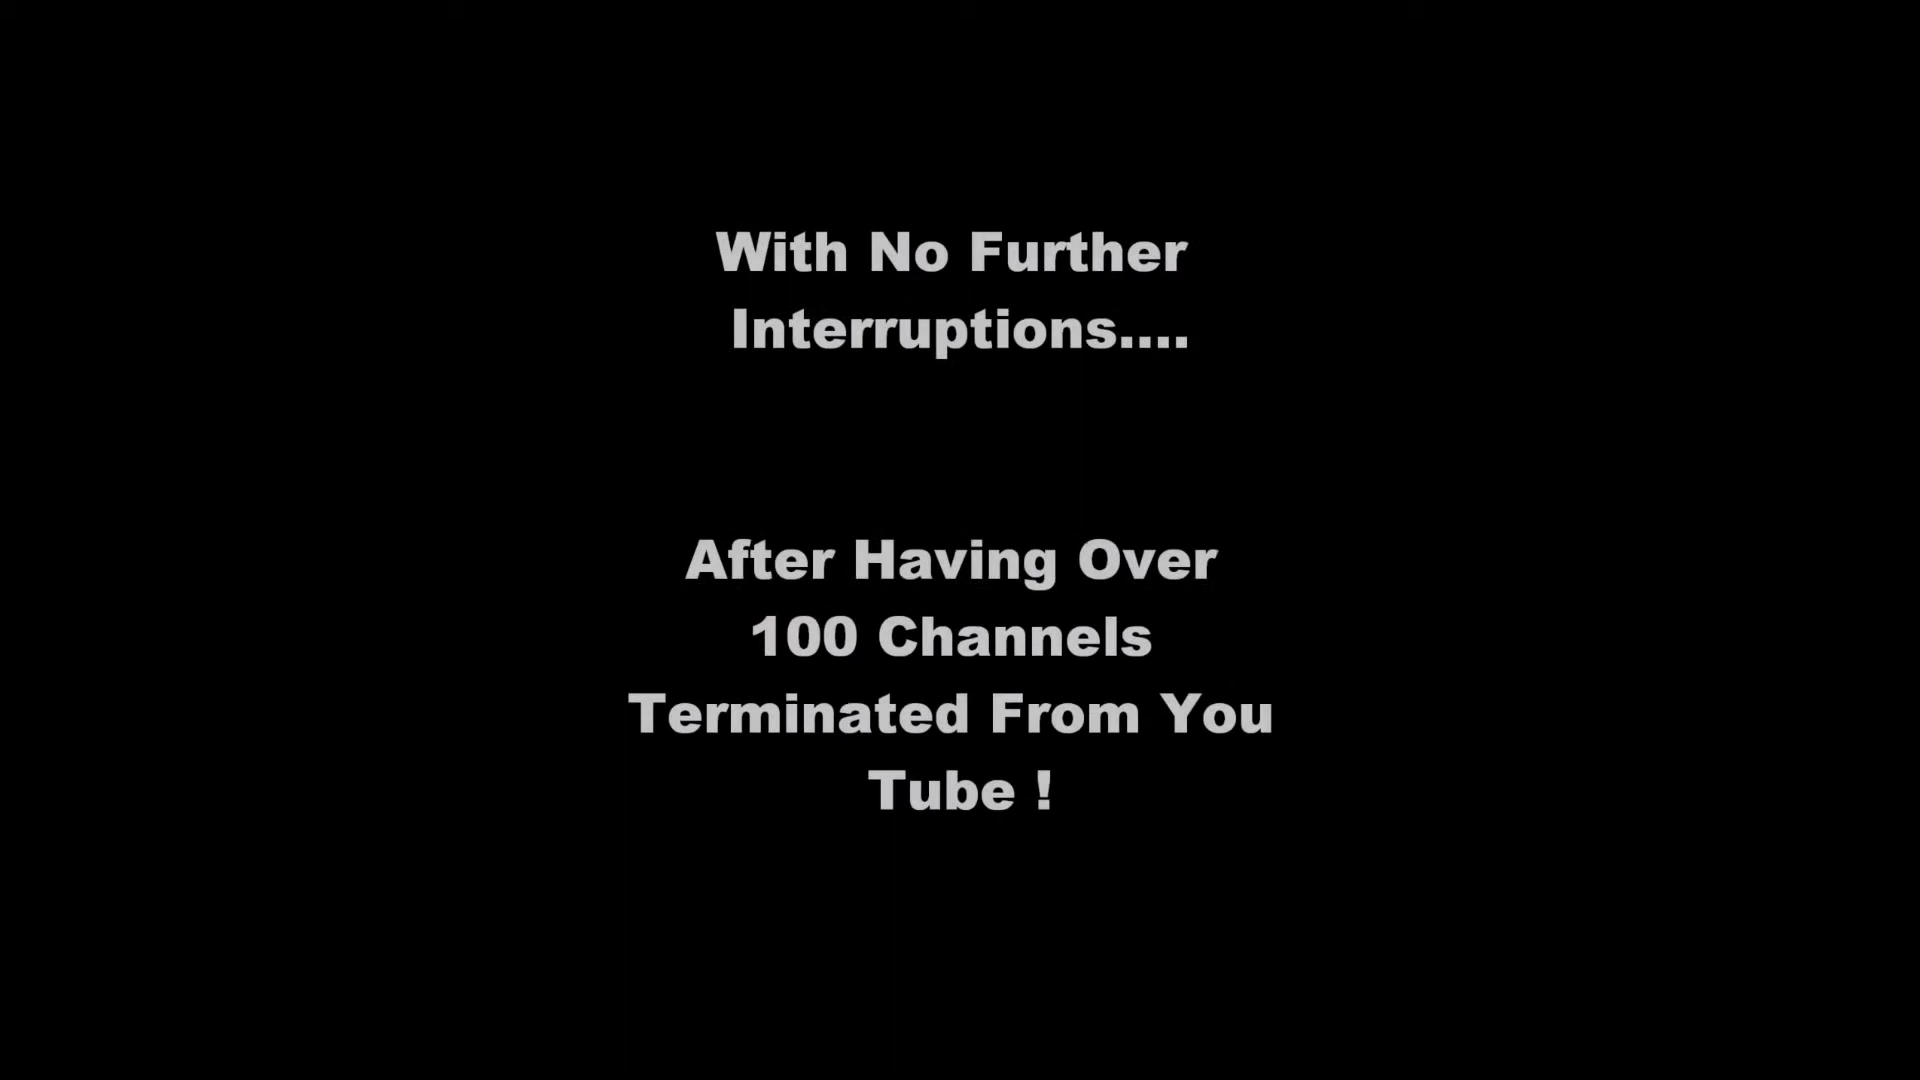 With No Further
Interruptions....
After Having Over
100 Channels
Terminated From You
Tube !